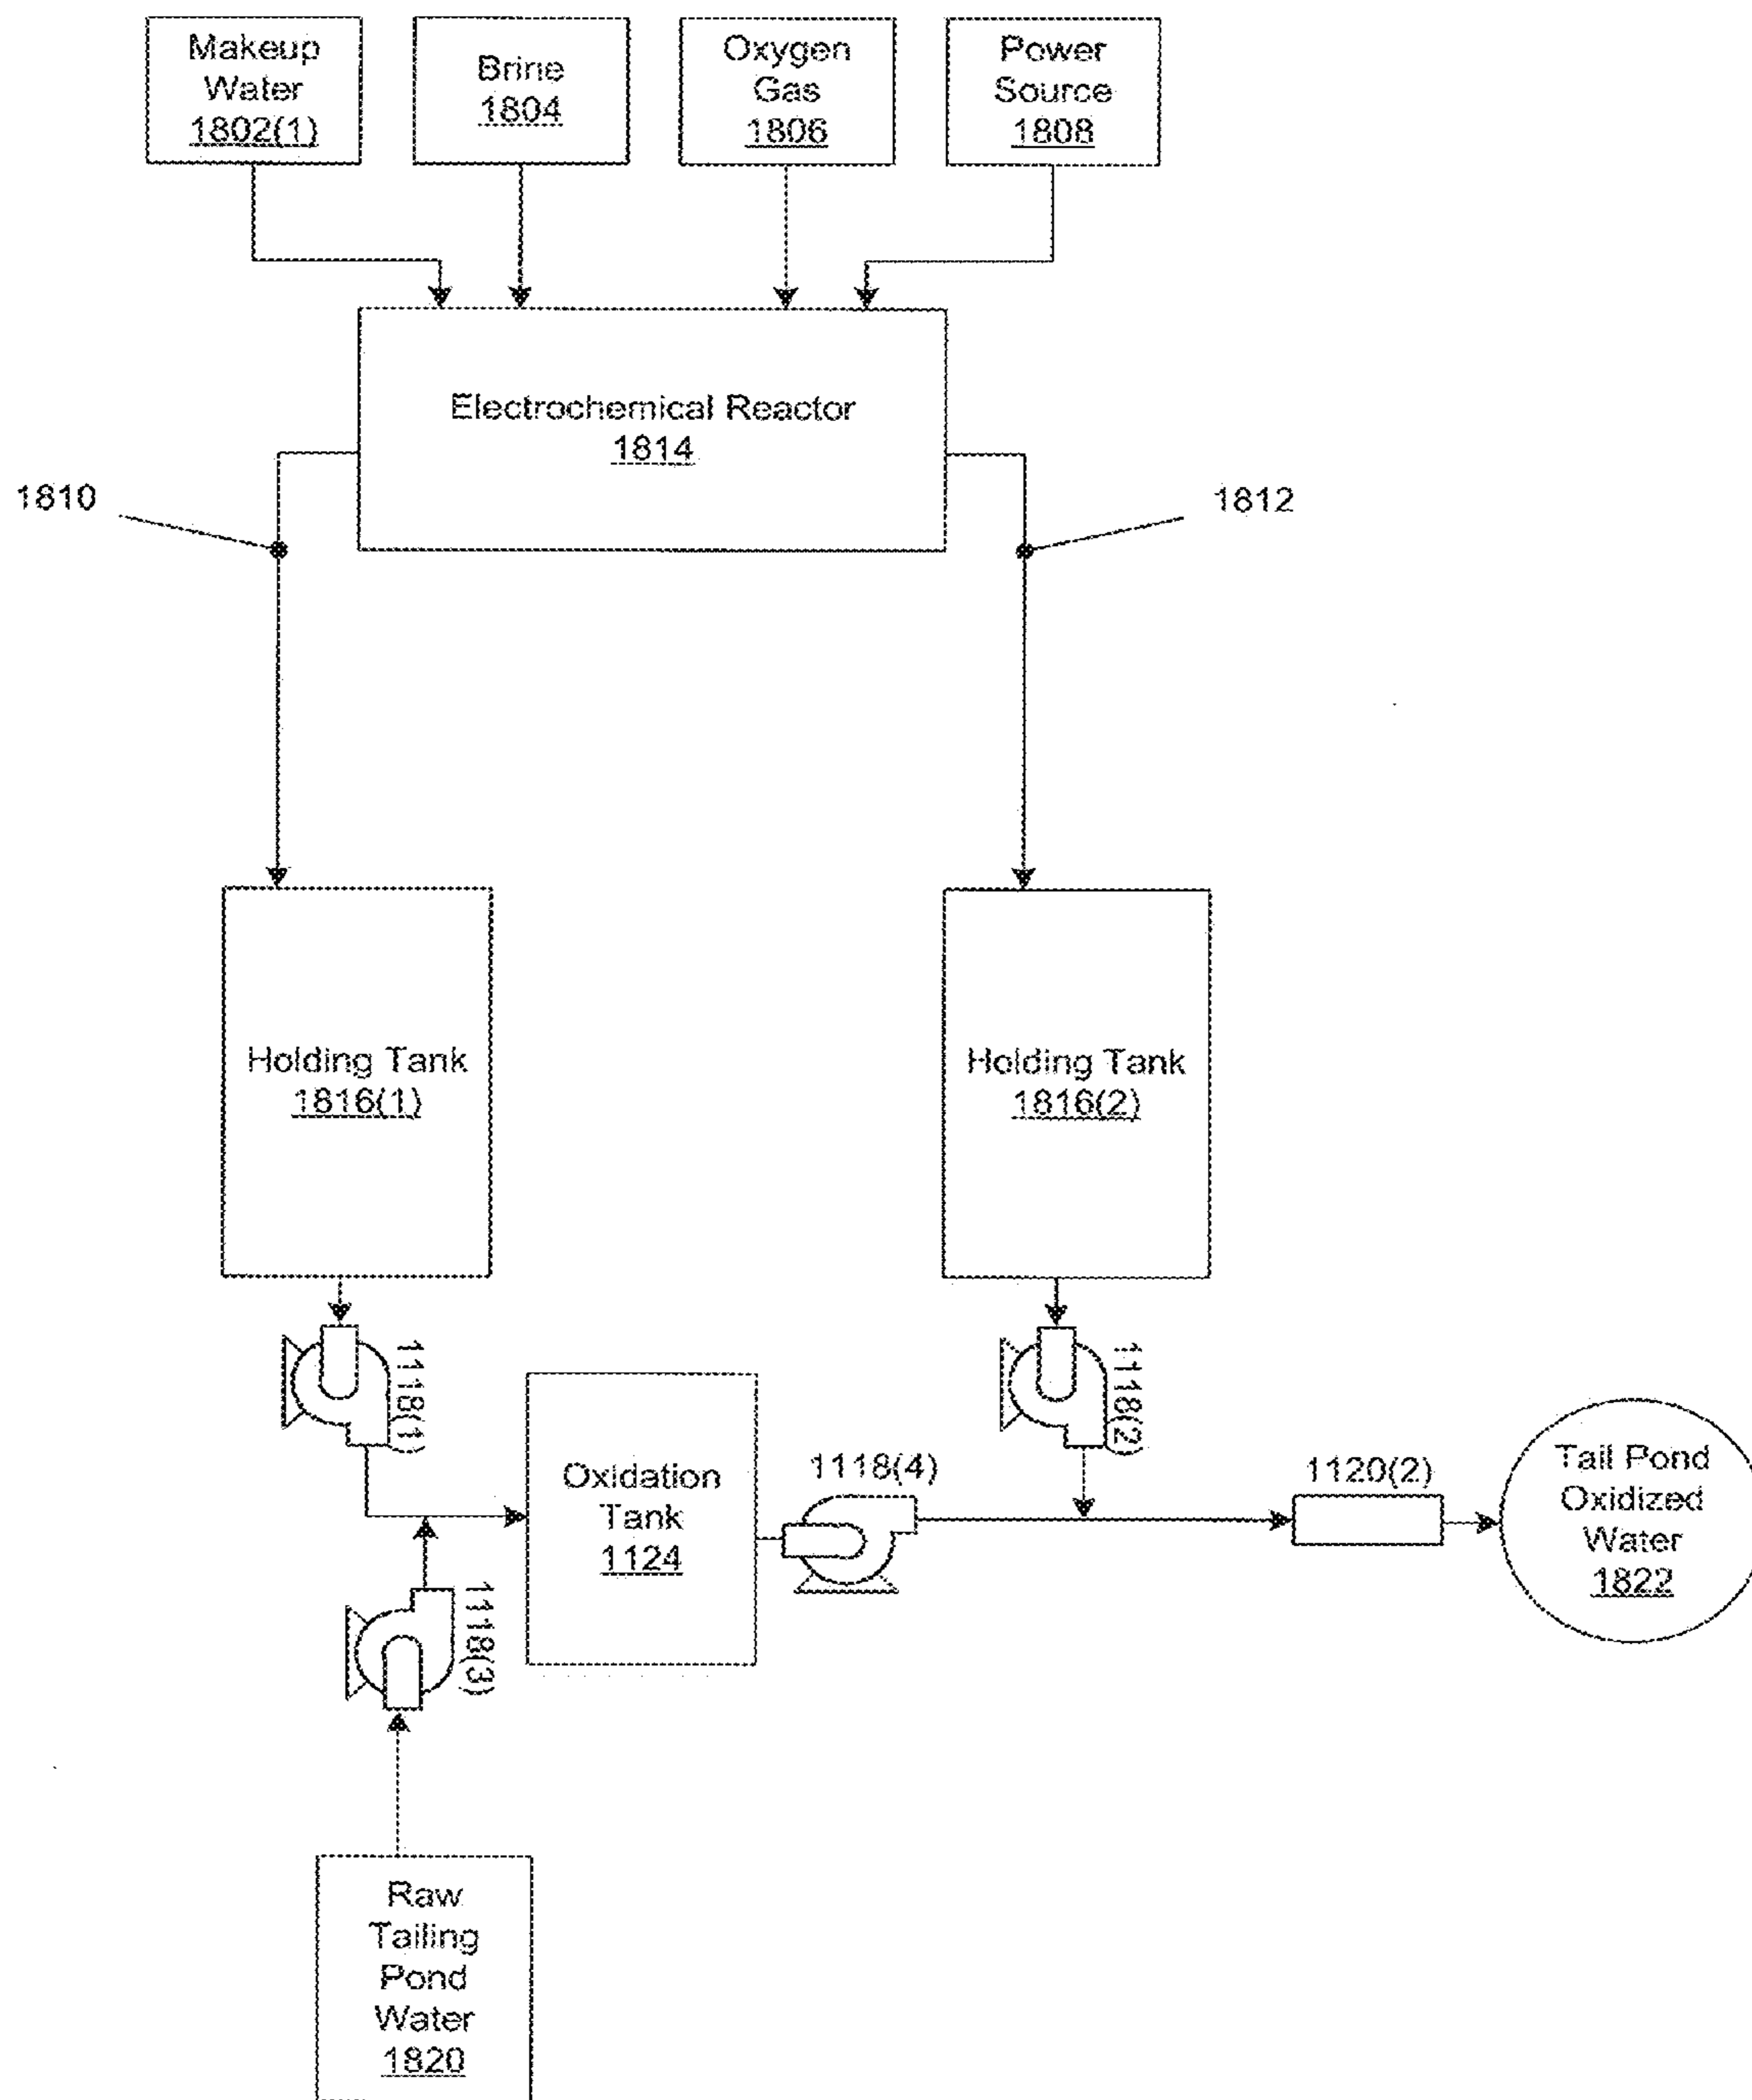 Makeup
Water
1802(1)
Brine
1804
Oxygen
Gas
1806
Power
Source
1808
Electrochemical Reactor
1814
1810
1812
Holding Tank
1816(1)
Holding Tank
1816(2)
1118(1)
1118(2)
Oxidation
Tank
1124
1118(4)
1120(2)
Tail Pond
Oxidized
Water
1822
1118(3)
Raw
Tailing
Pond
Water
1820